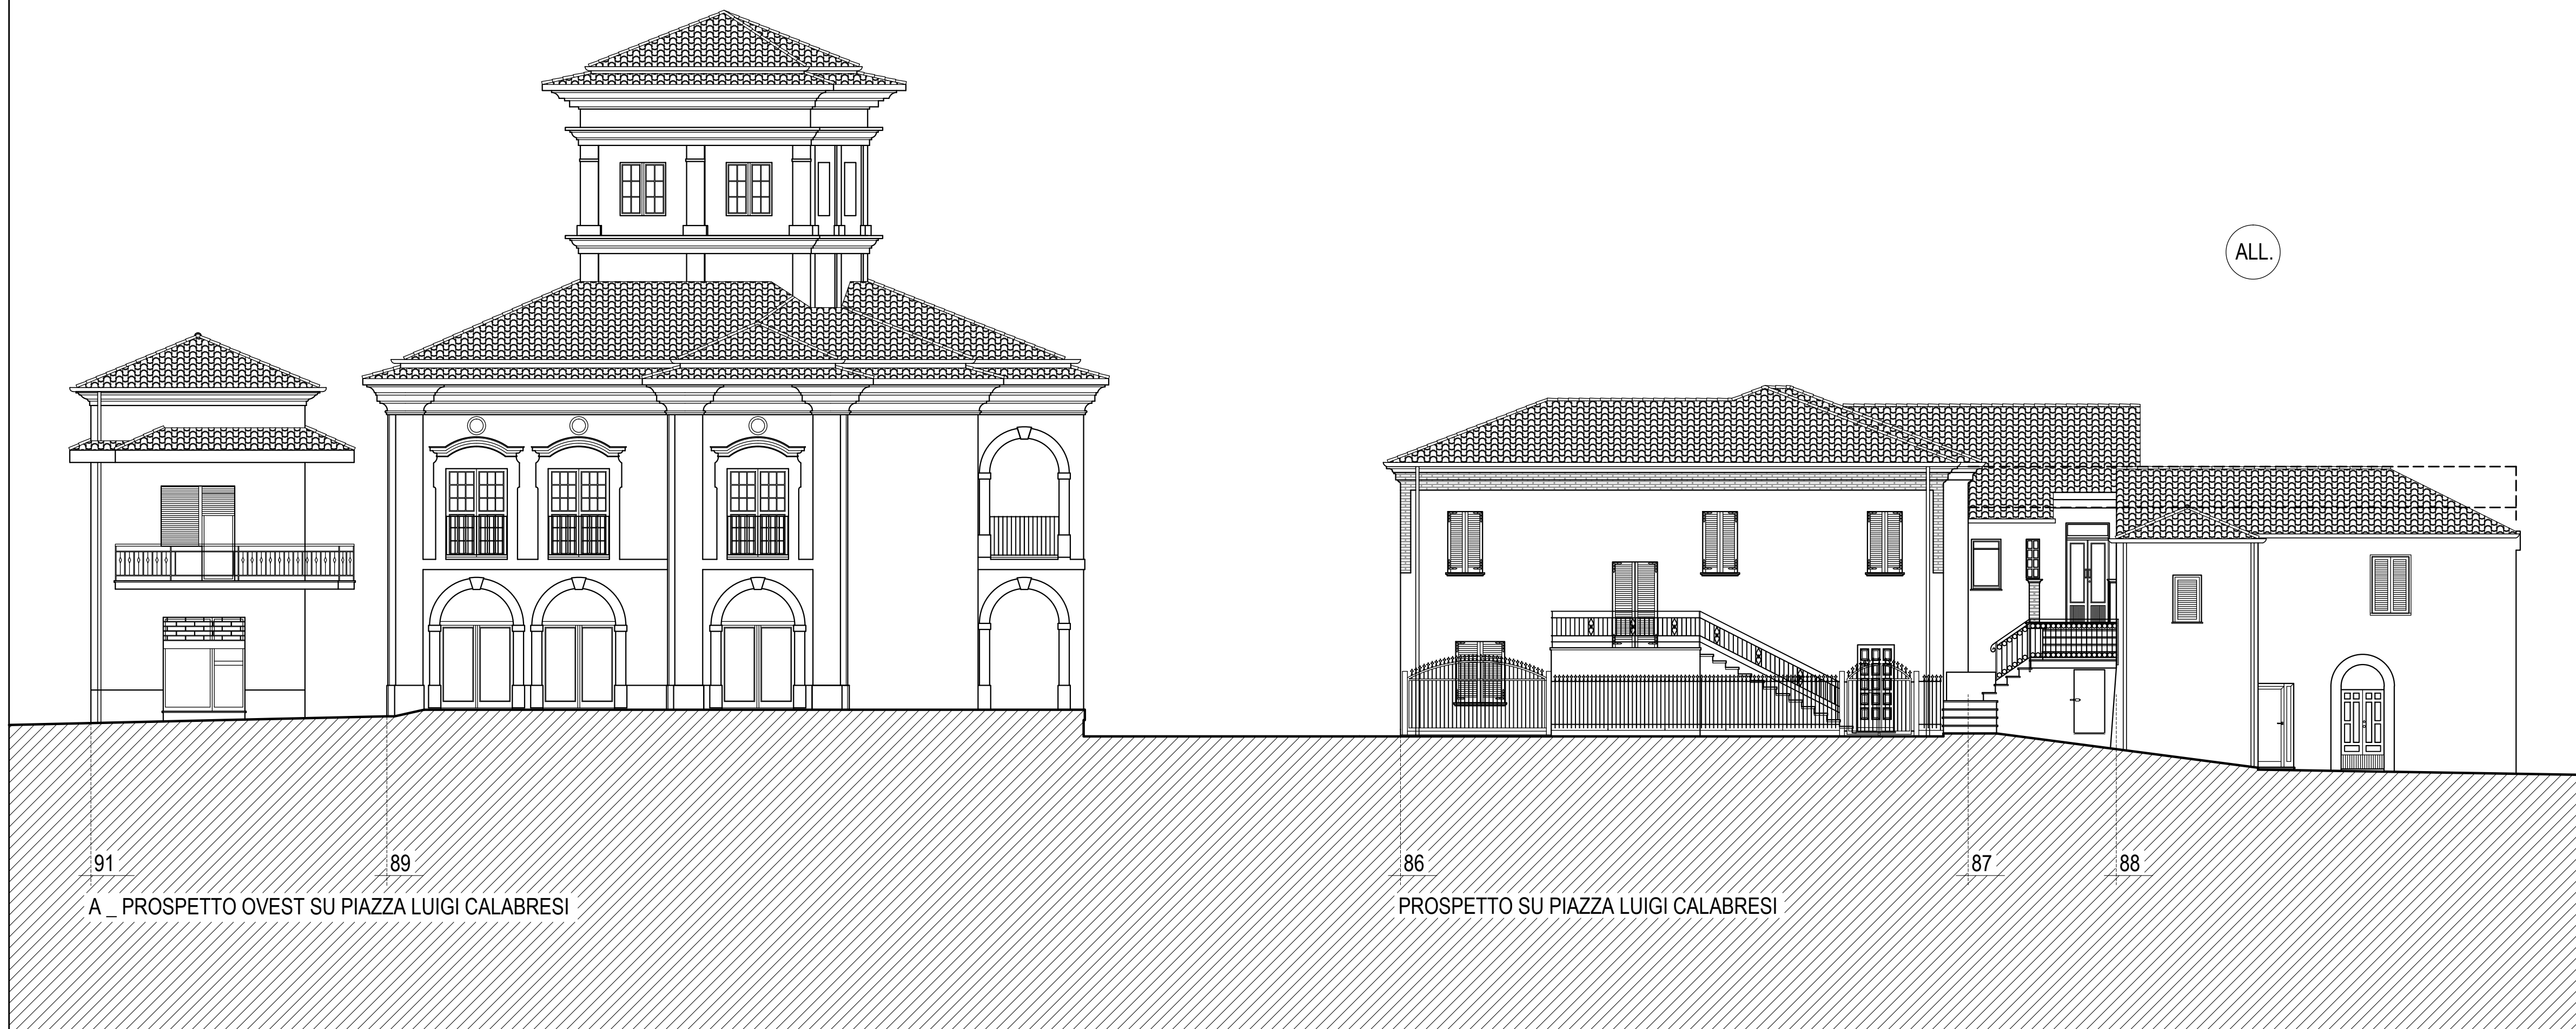 ALL.
91
89
86
87
88
A _ PROSPETTO OVEST SU PIAZZA LUIGI CALABRESI
PROSPETTO SU PIAZZA LUIGI CALABRESI